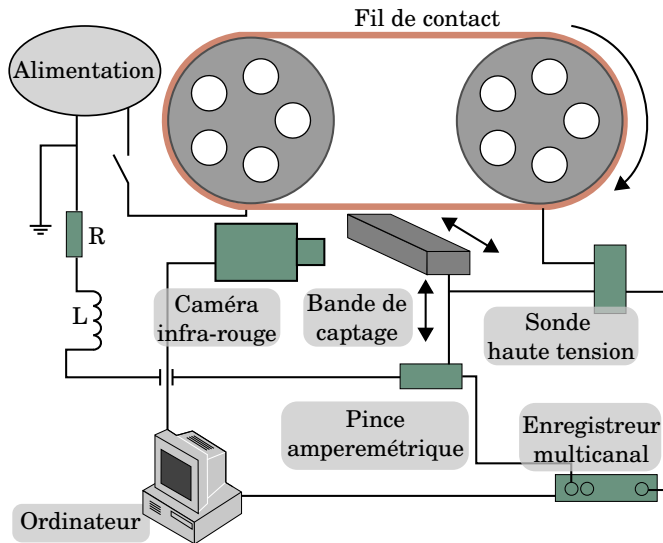 Fil de contact
Alimentation
R
L
Caméra
infra-rouge
Bande de
captage
Sonde
haute tension
Pince
amperemétrique
Enregistreur
multicanal
Ordinateur